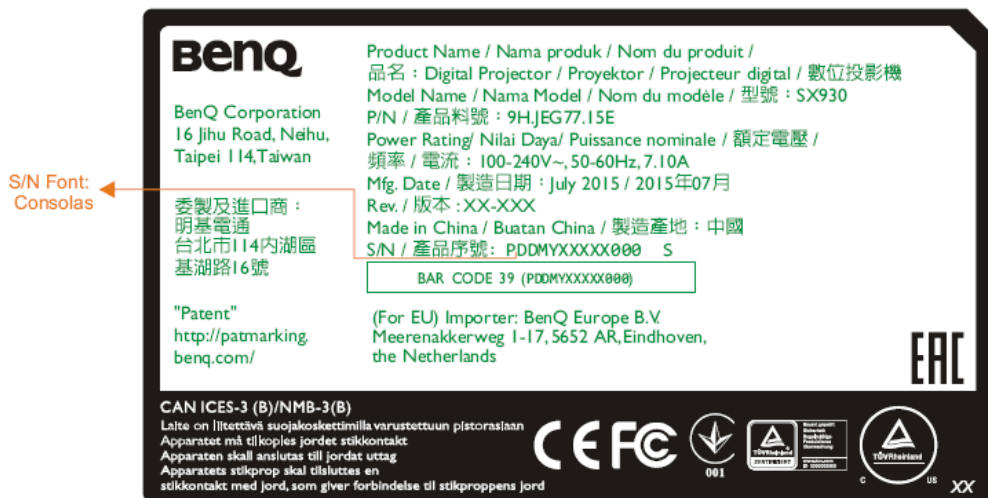 S/N Font:
Consolas
BenQ
BenQ Corporation
16 Jihu Road, Neihu,
Taipei 114,Taiwan
委製及進口商：
明基電通
台北市114內湖區
基湖路16號
"Patent"
http://patmarking.
benq.com/
Product Name / Nama produk / Nom du produit /
品名：Digital Projector / Proyektor / Projecteur digital / 數位投影機
Model Name / Nama Model / Nom du modèle / 型號：SX930
P/N / 產品料號：9H.JEG77.15E
Power Rating/ Nilai Daya/ Puissance nominale / 額定電壓 /
頻率 / 電流：100-240V~, 50-60Hz, 7.10A
Mfg. Date / 製造日期：July 2015 / 2015年07月
Rev. / 版本 : XX-XXX
Made in China / Buatan China / 製造產地：中國
S/N / 產品序號: PDDMYXXXXX000 S
BAR CODE 39 (PDDMYXXXXX000)
(For EU) Importer: BenQ Europe B.V.
Meerenakkerweg 1-17, 5652 AR, Eindhoven,
the Netherlands
EAC
CAN ICES-3 (B)/NMB-3(B)
Laite on liitettävä suojakoskettimilla varustettuun pistorasiaan
Apparatet må tilkoples jordet stikkontakt
Apparaten skall anslutas till jordat uttag
Apparatets stikprop skal tilsluttes en
stikkontakt med jord, som giver forbindelse til stikproppens jord
CE FC
001
TÜVRheinland
CERTIFIED
TÜVRheinland
C US
XX